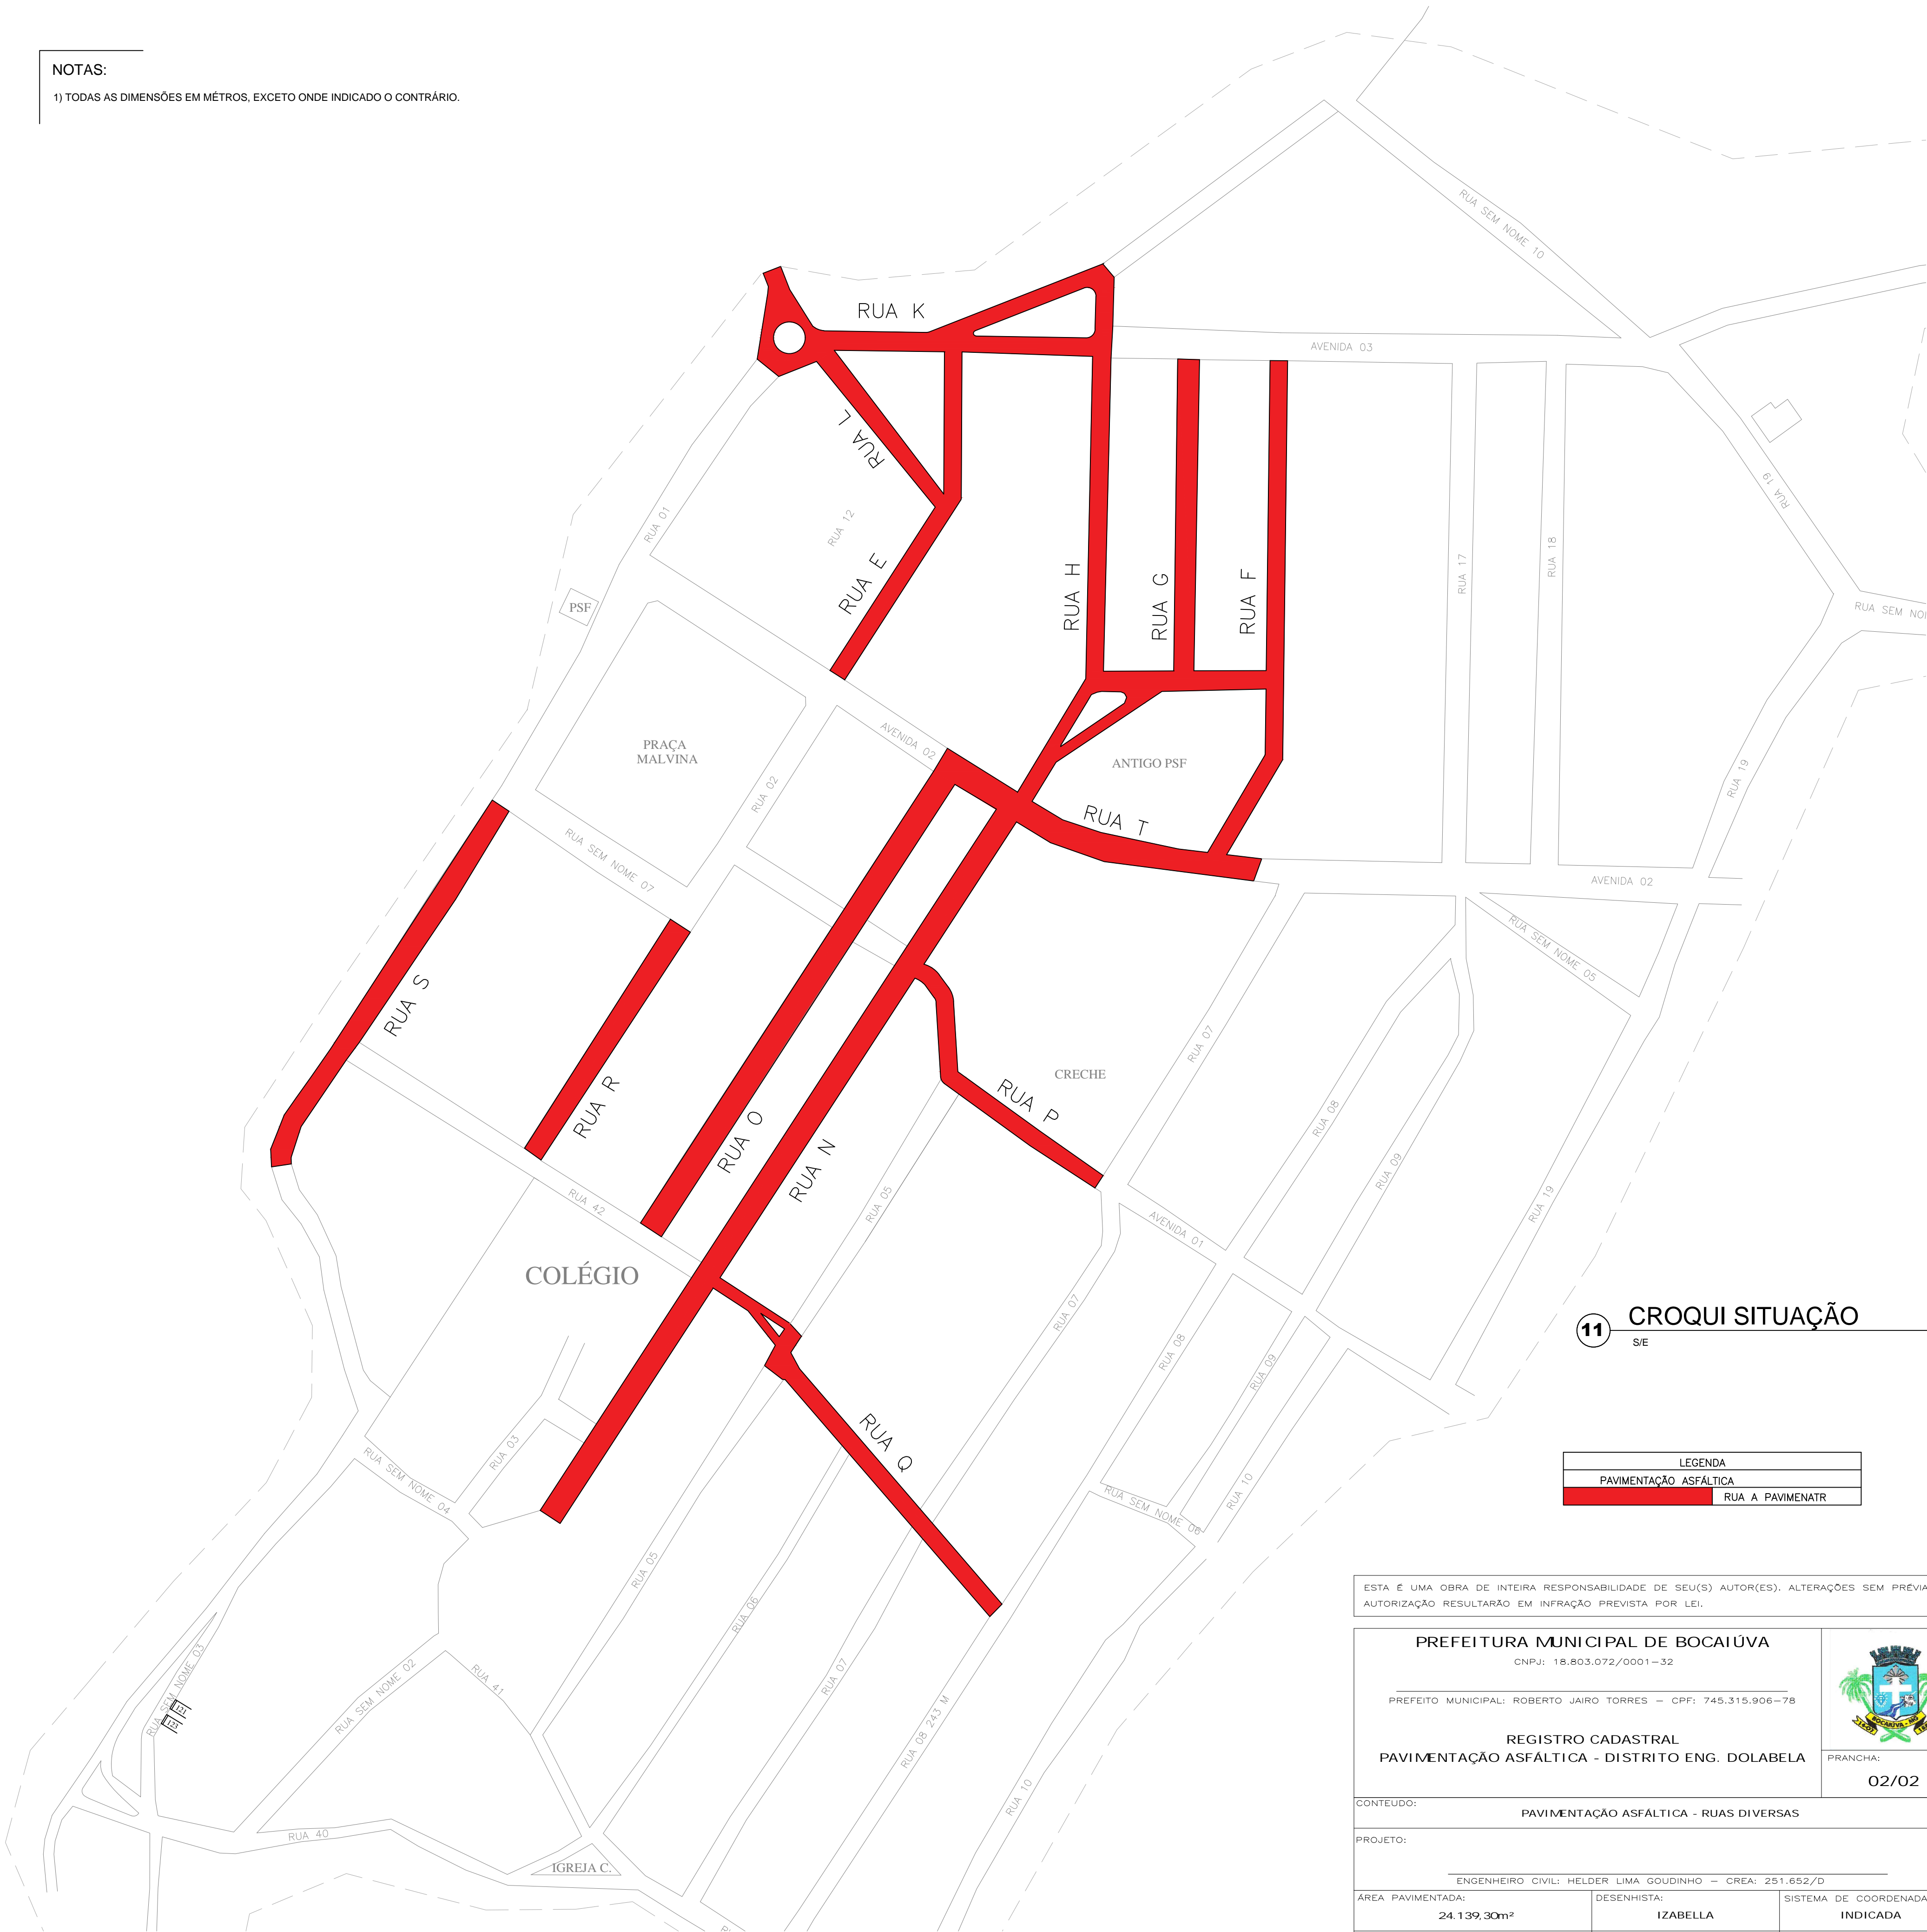 NOTAS:
1) TODAS AS DIMENSÕES EM MÉTROS, EXCETO ONDE INDICADO O CONTRÁRIO.
RUA SEM NOME 10
RUA K
AVENIDA 03
RUA L
RUA 01
RUA 12
RUA E
RUA H
RUA G
RUA F
RUA 17
RUA 18
RUA 19
PSF
RUA SEM
PRAÇA
MALVINA
AVENIDA 02
RUA 02
ANTIGO PSF
RUA T
RUA 19
RUA SEM NOME 07
AVENIDA 02
RUA SEM NOME 05
RUA S
RUA R
RUA O
RUA N
RUA P
CRECHE
RUA 07
RUA 08
RUA 09
RUA 19
RUA 42
RUA 05
AVENIDA 01
COLÉGIO
RUA 07
RUA 08
RUA 09
11
CROQUI SITUAÇÃO
S/E
RUA Q
RUA 03
RUA SEM NOME 04
RUA 10
RUA SEM NOME 06
LEGENDA
PAVIMENTAÇÃO ASFÁLTICA
RUA A PAVIMENATR
RUA 05
RUA 06
RUA 07
RUA 08 243 M
RUA 10
RUA SEM NOME 03
121
121
RUA SEM NOME 02
RUA 41
RUA 40
IGREJA C.
ESTA É UMA OBRA DE INTEIRA RESPONSABILIDADE DE SEU(S) AUTOR(ES). ALTERAÇÕES SEM PRÉVIA
AUTORIZAÇÃO RESULTARÃO EM INFRAÇÃO PREVISTA POR LEI.
PREFEITURA MUNICIPAL DE BOCAIÚVA
CNPJ: 18.803.072/0001-32
PREFEITO MUNICIPAL: ROBERTO JAIRO TORRES - CPF: 745.315.906-78
REGISTRO CADASTRAL
PAVIMENTAÇÃO ASFÁLTICA - DISTRITO ENG. DOLABELA
BOCAIÚVA - MG
PRANCHA:
02/02
CONTEUDO:
PAVIMENTAÇÃO ASFÁLTICA - RUAS DIVERSAS
PROJETO:
ENGENHEIRO CIVIL: HELDER LIMA GOUDINHO - CREA: 251.652/D
ÁREA PAVIMENTADA:
24.139,30m²
DESENHISTA:
IZABELLA
SISTEMA DE COORDENADA
INDICADA